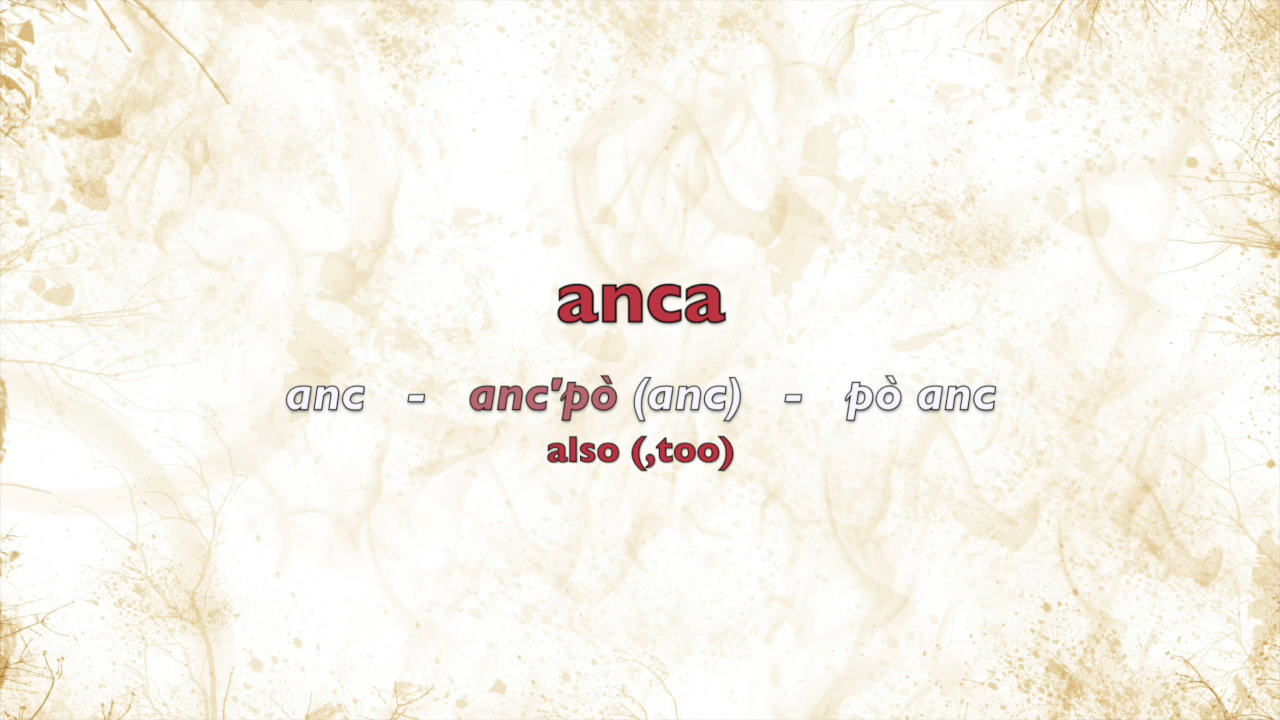 anca
anc - anc'pò (anc) - pò anc
also (,too)